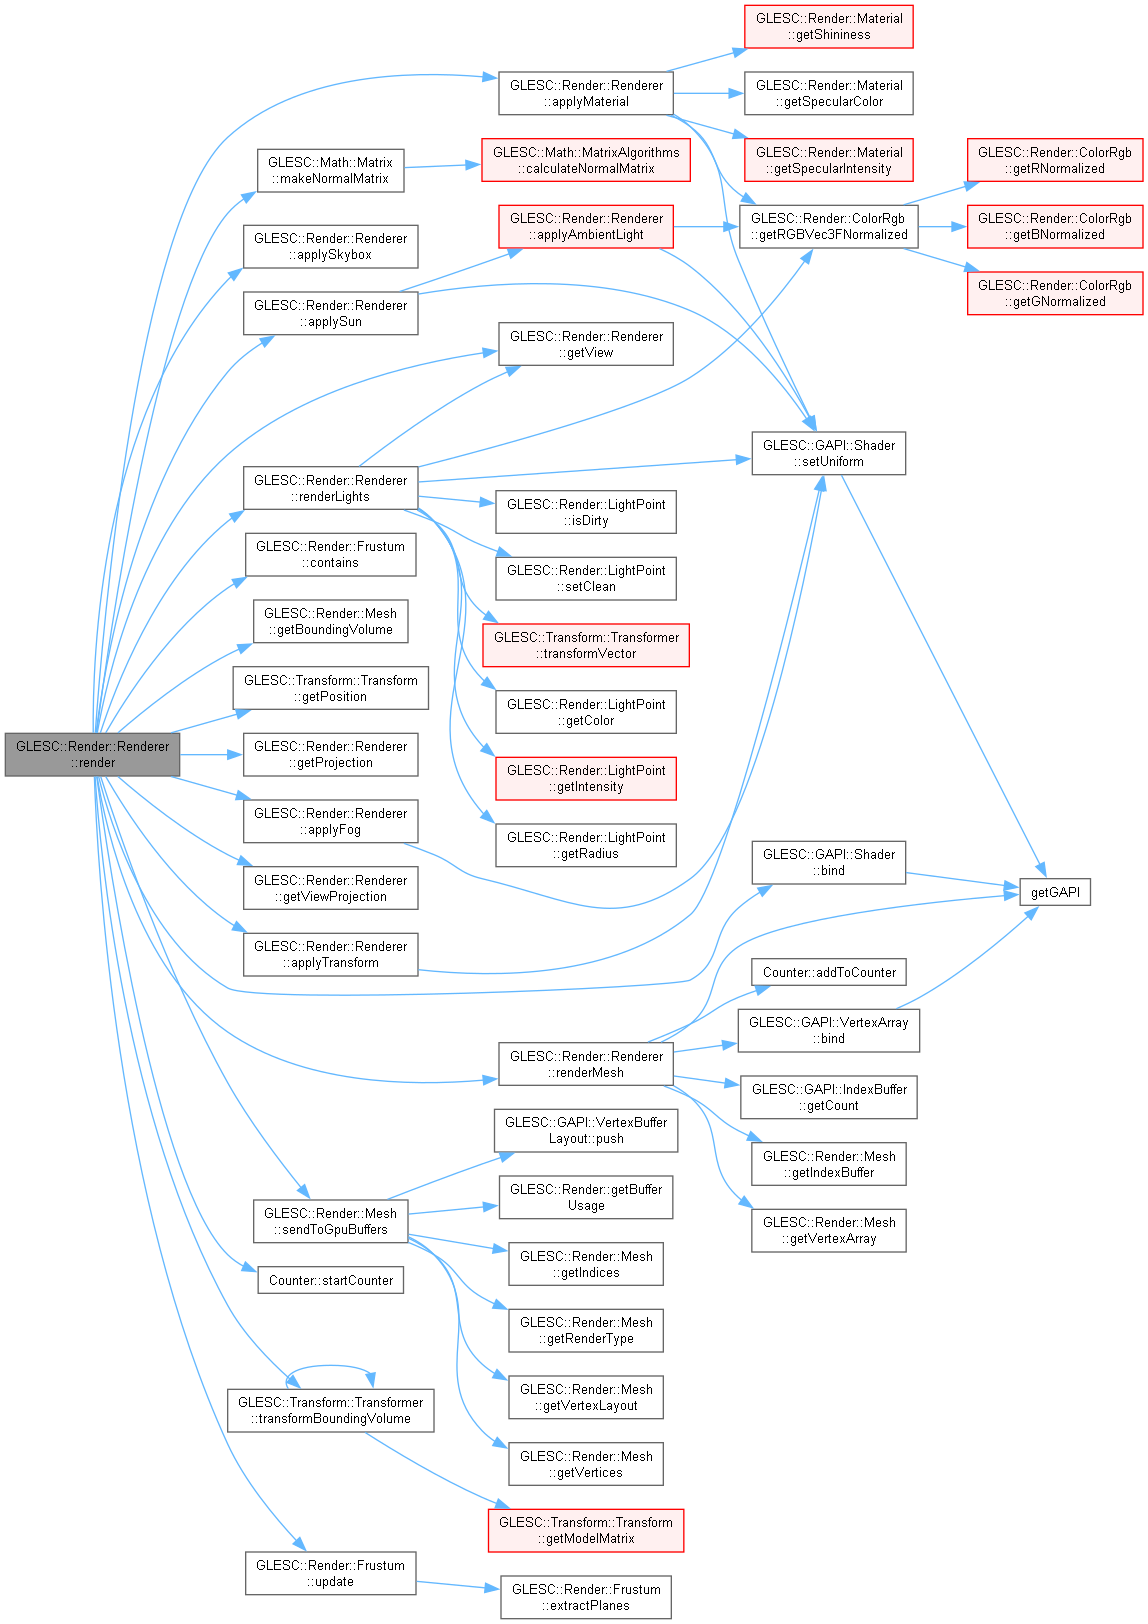 GLESC::Render::Renderer
::render
GLESC::Render::Renderer
::applyMaterial
GLESC::Math::Matrix
::makeNormalMatrix
GLESC::Render::Renderer
::applySkybox
GLESC::Render::Renderer
::applySun
GLESC::Render::Renderer
::getView
GLESC::Render::Renderer
::renderLights
GLESC::Render::Frustum
::contains
GLESC::Render::Mesh
::getBoundingVolume
GLESC::Transform::Transform
::getPosition
GLESC::Render::Renderer
::getProjection
GLESC::Render::Renderer
::applyFog
GLESC::Render::Renderer
::getViewProjection
GLESC::Render::Renderer
::applyTransform
GLESC::Render::Renderer
::renderMesh
GLESC::Render::Mesh
::sendToGpuBuffers
Counter::startCounter
GLESC::Transform::Transformer
::transformBoundingVolume
GLESC::Render::Frustum
::update
GLESC::Math::MatrixAlgorithms
::calculateNormalMatrix
GLESC::Render::Renderer
::applyAmbientLight
GLESC::Render::LightPoint
::isDirty
GLESC::Render::LightPoint
::setClean
GLESC::Transform::Transformer
::transformVector
GLESC::Render::LightPoint
::getColor
GLESC::Render::LightPoint
::getIntensity
GLESC::Render::LightPoint
::getRadius
GLESC::GAPI::VertexBuffer
Layout::push
GLESC::Render::getBuffer
Usage
GLESC::Render::Mesh
::getIndices
GLESC::Render::Mesh
::getRenderType
GLESC::Render::Mesh
::getVertexLayout
GLESC::Render::Mesh
::getVertices
GLESC::Transform::Transform
::getModelMatrix
GLESC::Render::Frustum
::extractPlanes
GLESC::Render::Material
::getShininess
GLESC::Render::Material
::getSpecularColor
GLESC::Render::Material
::getSpecularIntensity
GLESC::Render::ColorRgb
::getRGBVec3FNormalized
GLESC::GAPI::Shader
::setUniform
GLESC::GAPI::Shader
::bind
Counter::addToCounter
GLESC::GAPI::VertexArray
::bind
GLESC::GAPI::IndexBuffer
::getCount
GLESC::Render::Mesh
::getIndexBuffer
GLESC::Render::Mesh
::getVertexArray
GLESC::Render::ColorRgb
::getRNormalized
GLESC::Render::ColorRgb
::getBNormalized
GLESC::Render::ColorRgb
::getGNormalized
getGAPI